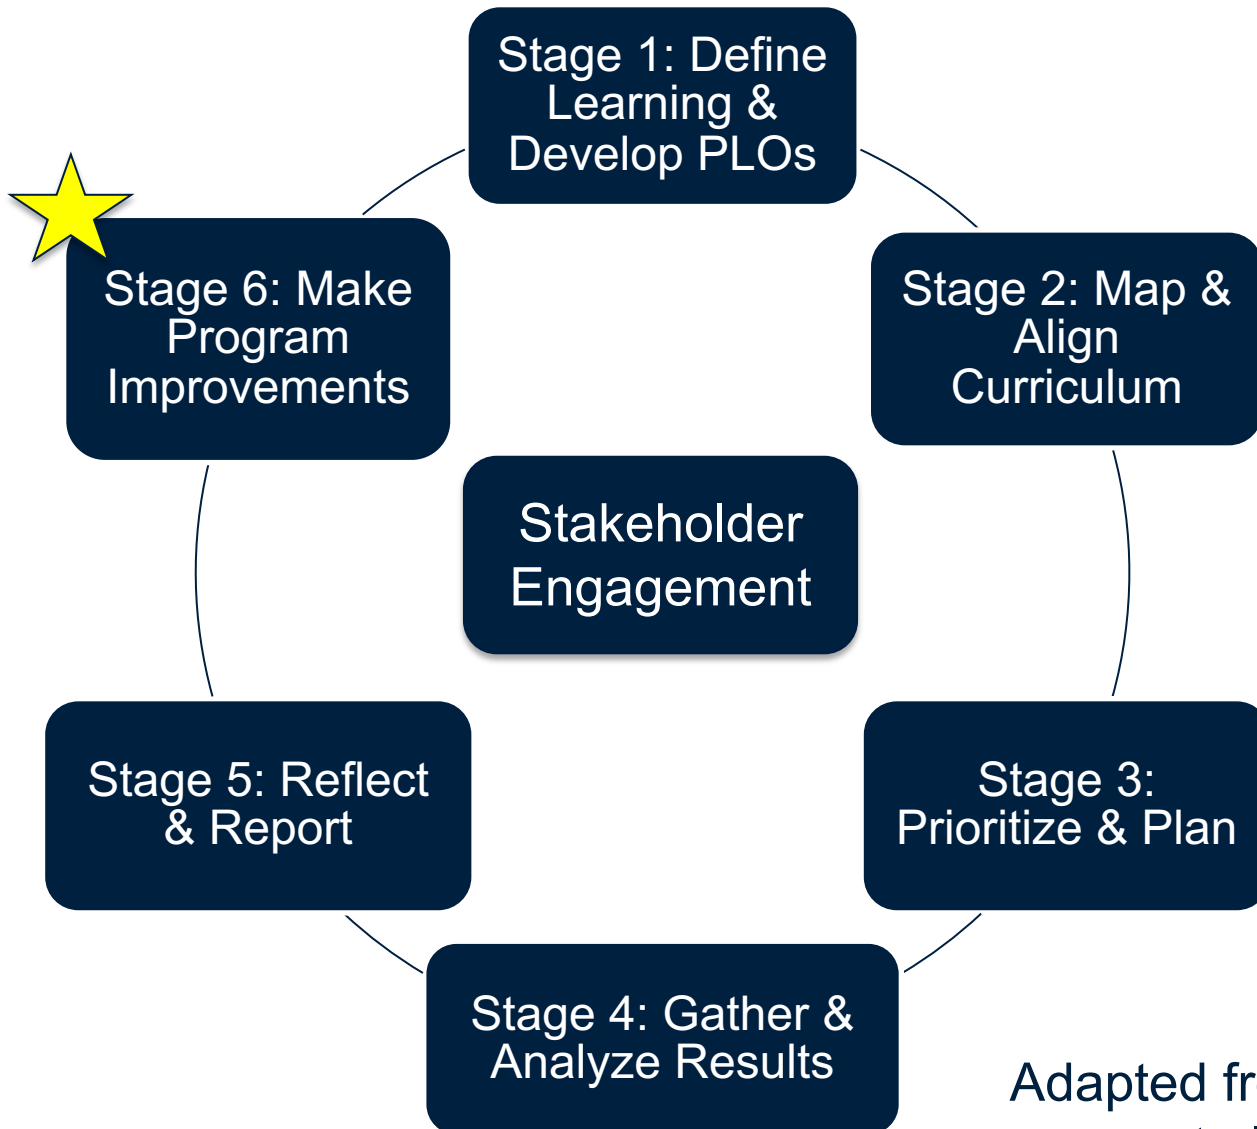 Stage 1: Define
Learning &
Develop PLOs
Stage 2: Map &
Align
Curriculum
Stage 3:
Prioritize & Plan
Stage 4: Gather &
Analyze Results
Stage 5: Reflect
& Report
Stage 6: Make
Program
Improvements
Stakeholder
Engagement
Adapted